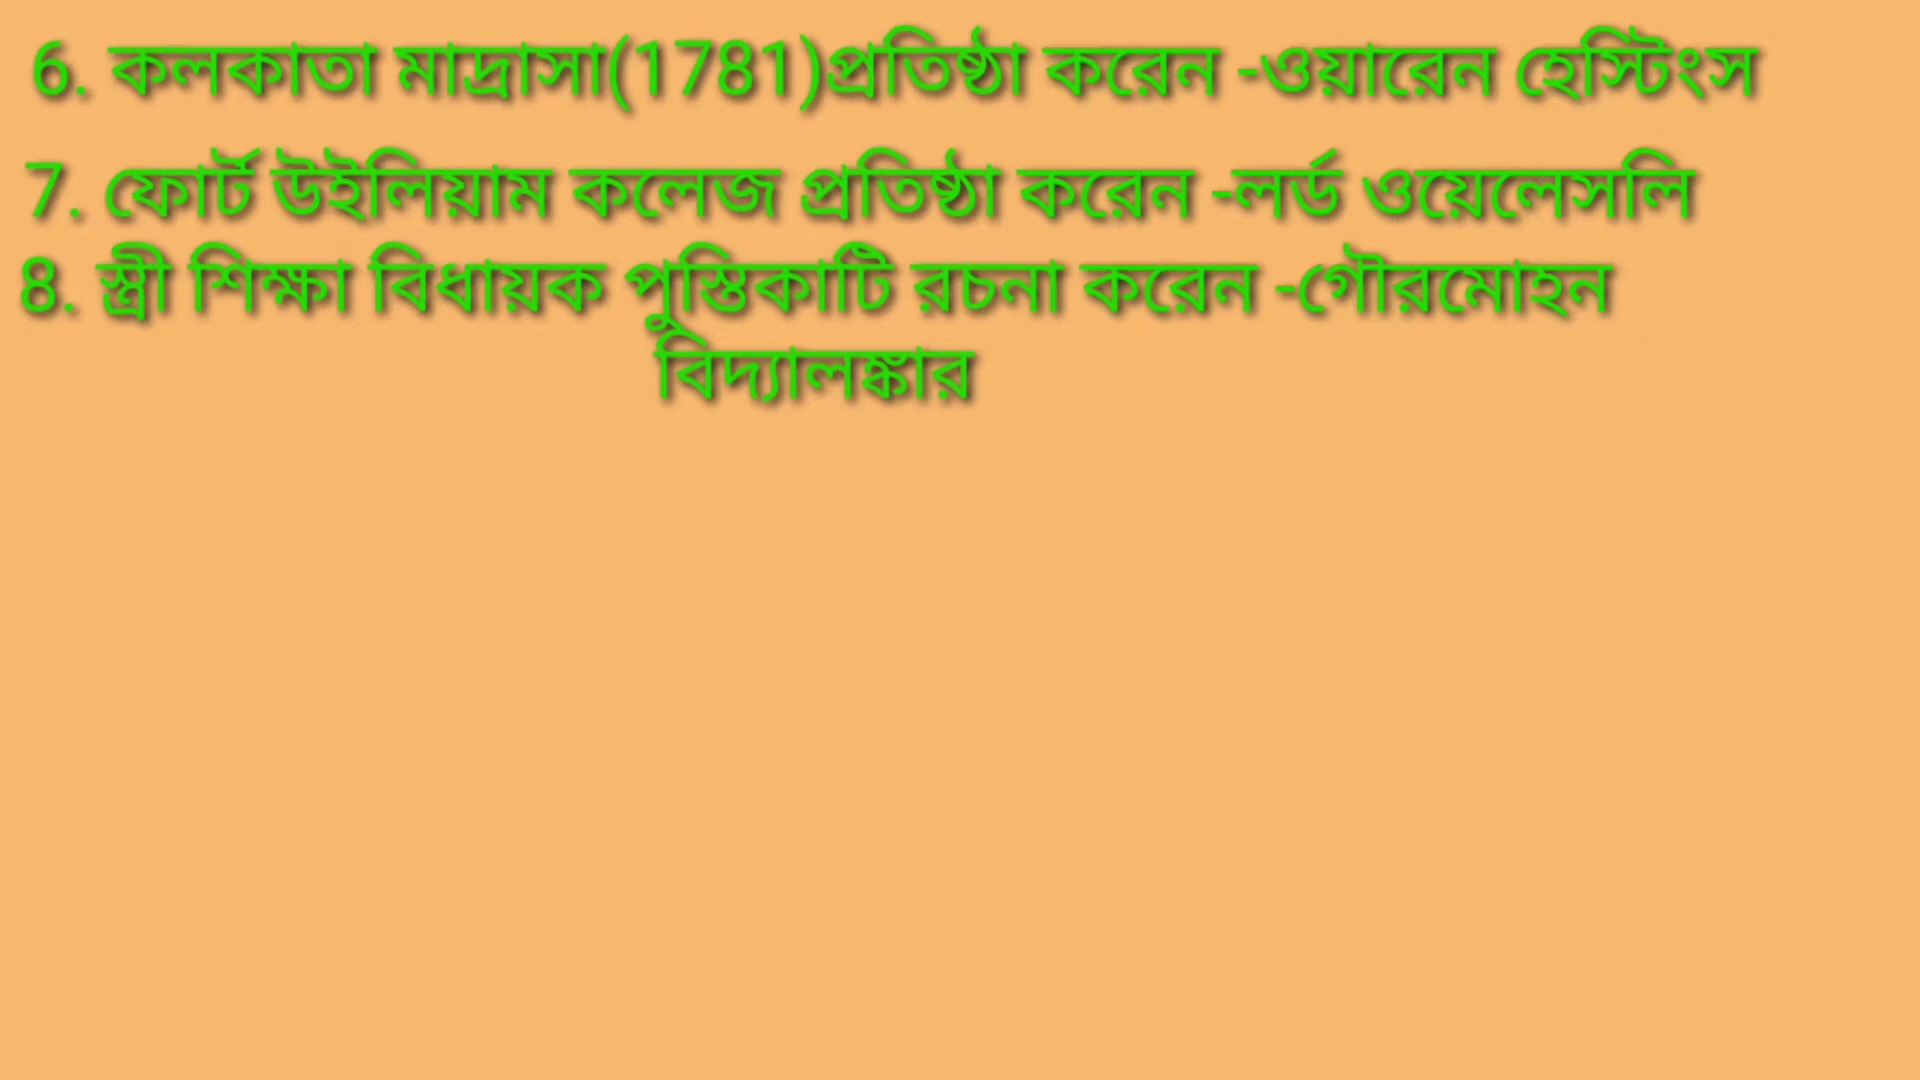 6. কলকাতা মাদ্রাসা(1781)প্রতিষ্ঠা করেন -ওয়ারেন হেস্টিংস
7. ফোর্ট উইলিয়াম কলেজ প্রতিষ্ঠা করেন -লর্ড ওয়েলেসলি
8. স্ত্রী শিক্ষা বিধায়ক পুস্তিকাটি রচনা করেন -গৌরমোহন
বিদ্যালঙ্কার